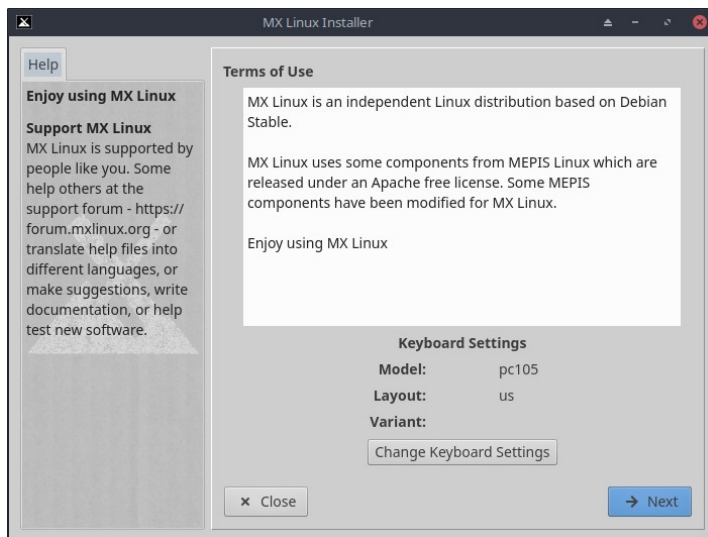 MX Linux Installer
Help
Enjoy using MX Linux
Support MX Linux
MX Linux is supported by
people like you. Some
help others at the
support forum - https://
forum.mxlinux.org - or
translate help files into
different languages, or
make suggestions, write
documentation, or help
test new software.
Terms of Use
MX Linux is an independent Linux distribution based on Debian
Stable.
MX Linux uses some components from MEPIS Linux which are
released under an Apache free license. Some MEPIS
components have been modified for MX Linux.
Enjoy using MX Linux
Keyboard Settings
Model: pc105
Layout: us
Variant:
Change Keyboard Settings
Close
Next